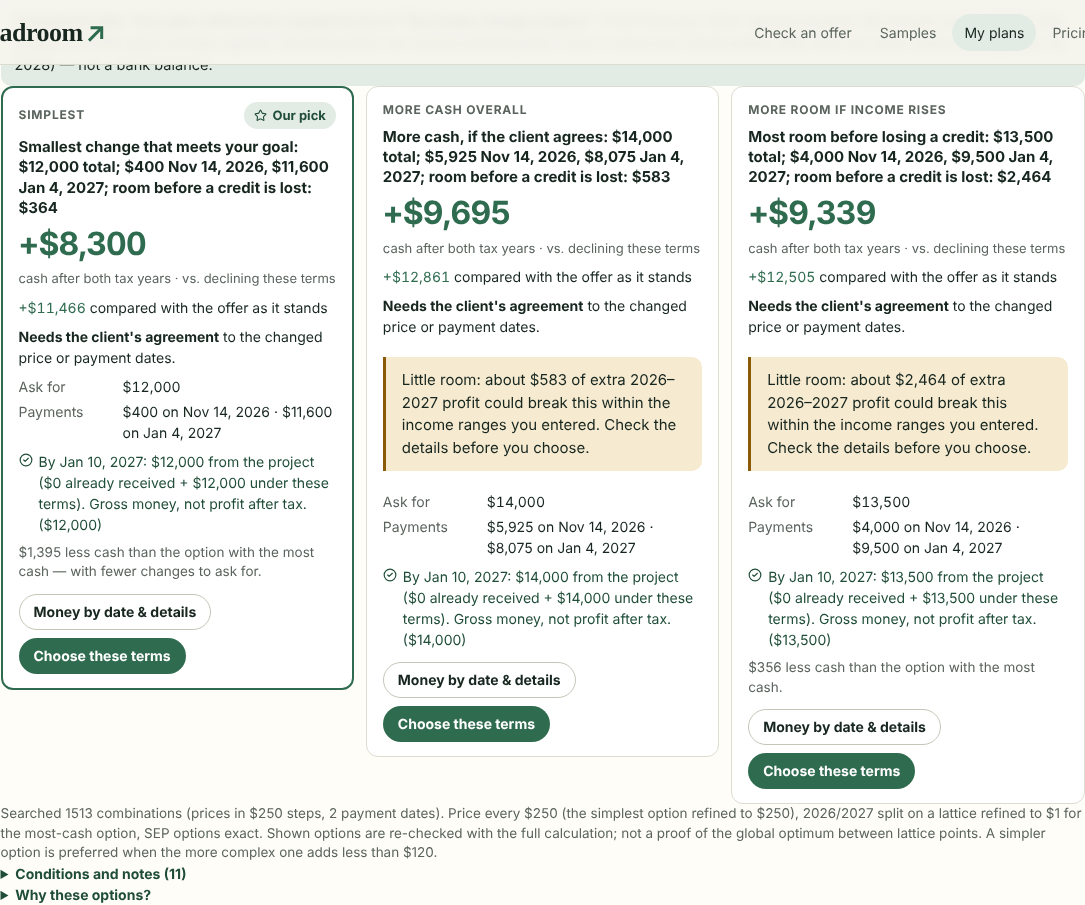 adroom
Check an offer
Samples
My plans
Pricin
2028) — not a bank balance.
SIMPLEST
Our pick
Smallest change that meets your goal:
$12,000 total; $400 Nov 14, 2026, $11,600
Jan 4, 2027; room before a credit is lost:
$364
+$8,300
cash after both tax years · vs. declining these terms
+$11,466 compared with the offer as it stands
Needs the client's agreement to the changed
price or payment dates.
Ask for $12,000
Payments $400 on Nov 14, 2026 · $11,600
on Jan 4, 2027
By Jan 10, 2027: $12,000 from the project
($0 already received + $12,000 under these
terms). Gross money, not profit after tax.
($12,000)
$1,395 less cash than the option with the most
cash — with fewer changes to ask for.
Money by date & details
Choose these terms
MORE CASH OVERALL
More cash, if the client agrees: $14,000
total; $5,925 Nov 14, 2026, $8,075 Jan 4,
2027; room before a credit is lost: $583
+$9,695
cash after both tax years · vs. declining these terms
+$12,861 compared with the offer as it stands
Needs the client's agreement to the changed
price or payment dates.
Little room: about $583 of extra 2026–
2027 profit could break this within the
income ranges you entered. Check the
details before you choose.
Ask for $14,000
Payments $5,925 on Nov 14, 2026 ·
$8,075 on Jan 4, 2027
By Jan 10, 2027: $14,000 from the project
($0 already received + $14,000 under these
terms). Gross money, not profit after tax.
($14,000)
Money by date & details
Choose these terms
MORE ROOM IF INCOME RISES
Most room before losing a credit: $13,500
total; $4,000 Nov 14, 2026, $9,500 Jan 4,
2027; room before a credit is lost: $2,464
+$9,339
cash after both tax years · vs. declining these terms
+$12,505 compared with the offer as it stands
Needs the client's agreement to the changed
price or payment dates.
Little room: about $2,464 of extra
2026–2027 profit could break this
within the income ranges you entered.
Check the details before you choose.
Ask for $13,500
Payments $4,000 on Nov 14, 2026 ·
$9,500 on Jan 4, 2027
By Jan 10, 2027: $13,500 from the project
($0 already received + $13,500 under these
terms). Gross money, not profit after tax.
($13,500)
$356 less cash than the option with the most
cash.
Money by date & details
Choose these terms
Searched 1513 combinations (prices in $250 steps, 2 payment dates). Price every $250 (the simplest option refined to $250), 2026/2027 split on a lattice refined to $1 for
the most-cash option, SEP options exact. Shown options are re-checked with the full calculation; not a proof of the global optimum between lattice points. A simpler
option is preferred when the more complex one adds less than $120.
Conditions and notes (11)
Why these options?